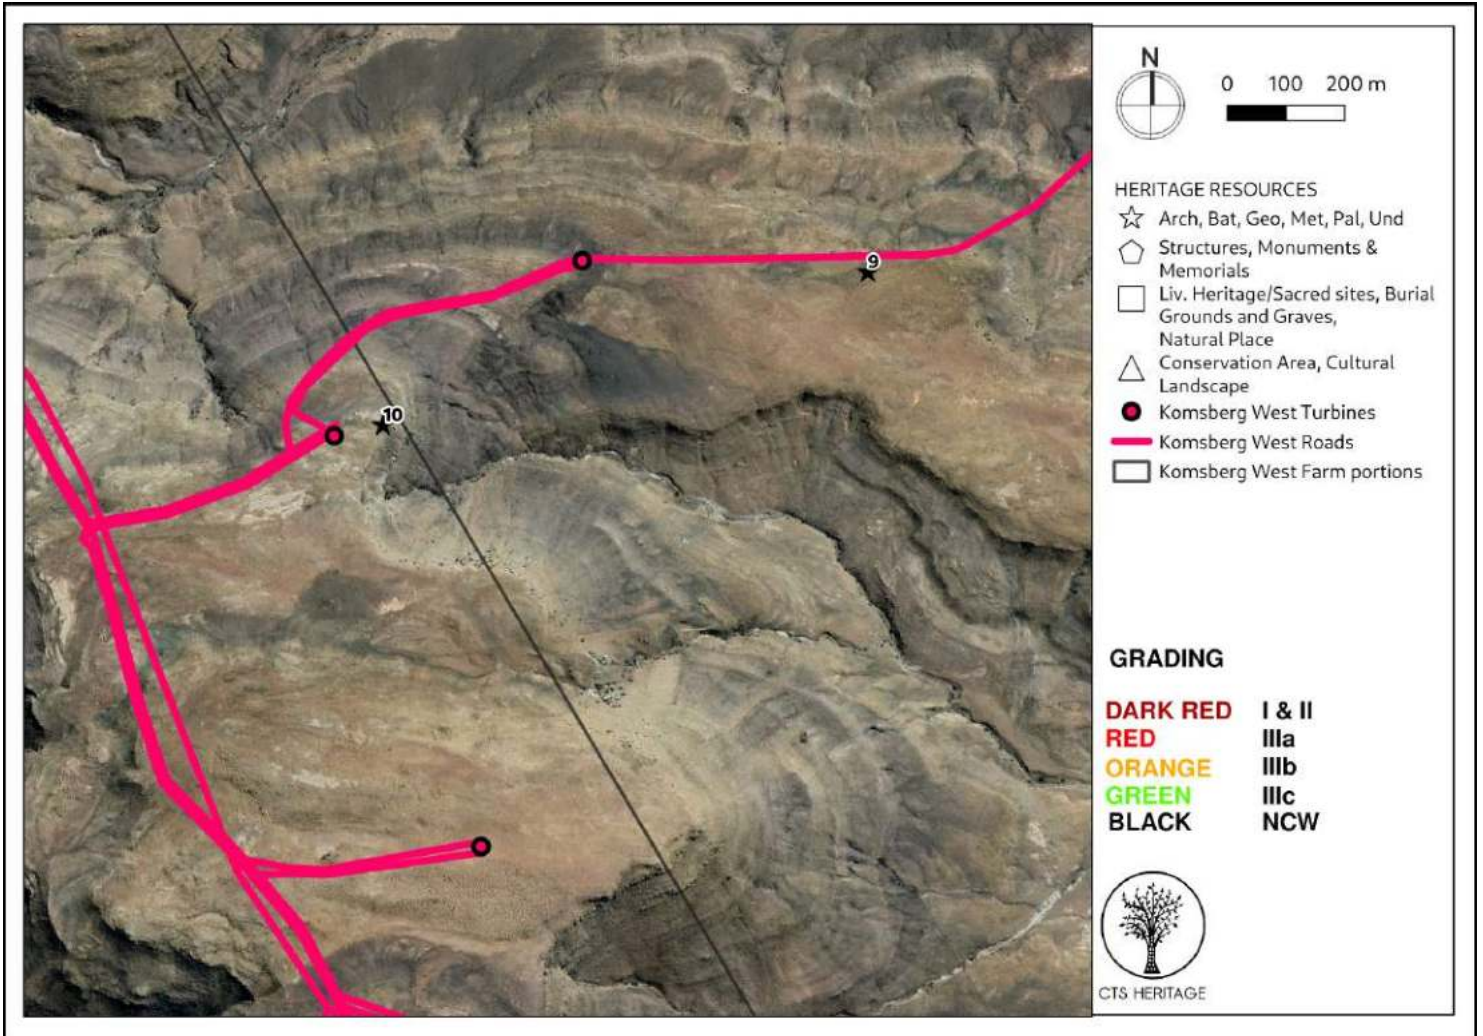 N
0 100 200 m
HERITAGE RESOURCES
Arch, Bat, Geo, Met, Pal, Und
Structures, Monuments &
Memorials
Liv. Heritage/Sacred sites, Burial
Grounds and Graves,
Natural Place
Conservation Area, Cultural
Landscape
Komsberg West Turbines
Komsberg West Roads
Komsberg West Farm portions
9
10
GRADING
DARK RED I & II
RED IIIa
ORANGE IIIb
GREEN IIIc
BLACK NCW
CTS HERITAGE